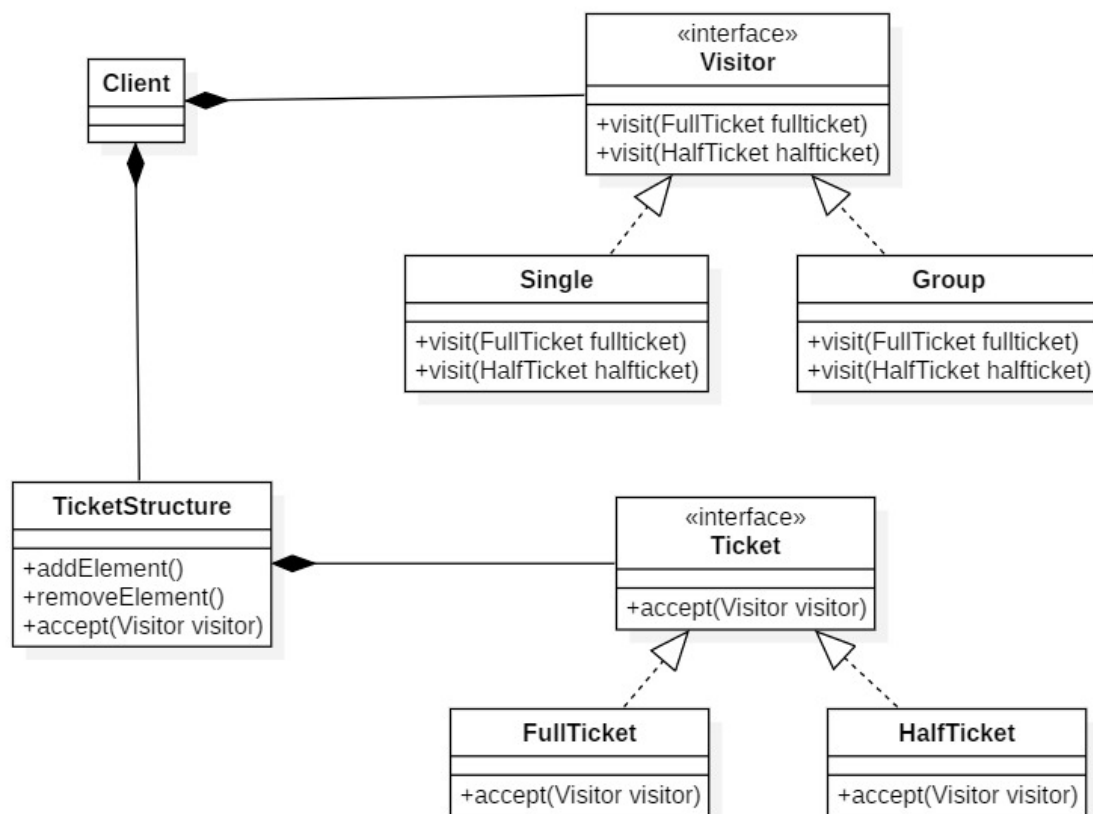 Client
«interface»
Visitor
+visit(FullTicket fullticket)
+visit(HalfTicket halfticket)
Single
+visit(FullTicket fullticket)
+visit(HalfTicket halfticket)
Group
+visit(FullTicket fullticket)
+visit(HalfTicket halfticket)
TicketStructure
+addElement()
+removeElement()
+accept(Visitor visitor)
«interface»
Ticket
+accept(Visitor visitor)
FullTicket
+accept(Visitor visitor)
HalfTicket
+accept(Visitor visitor)